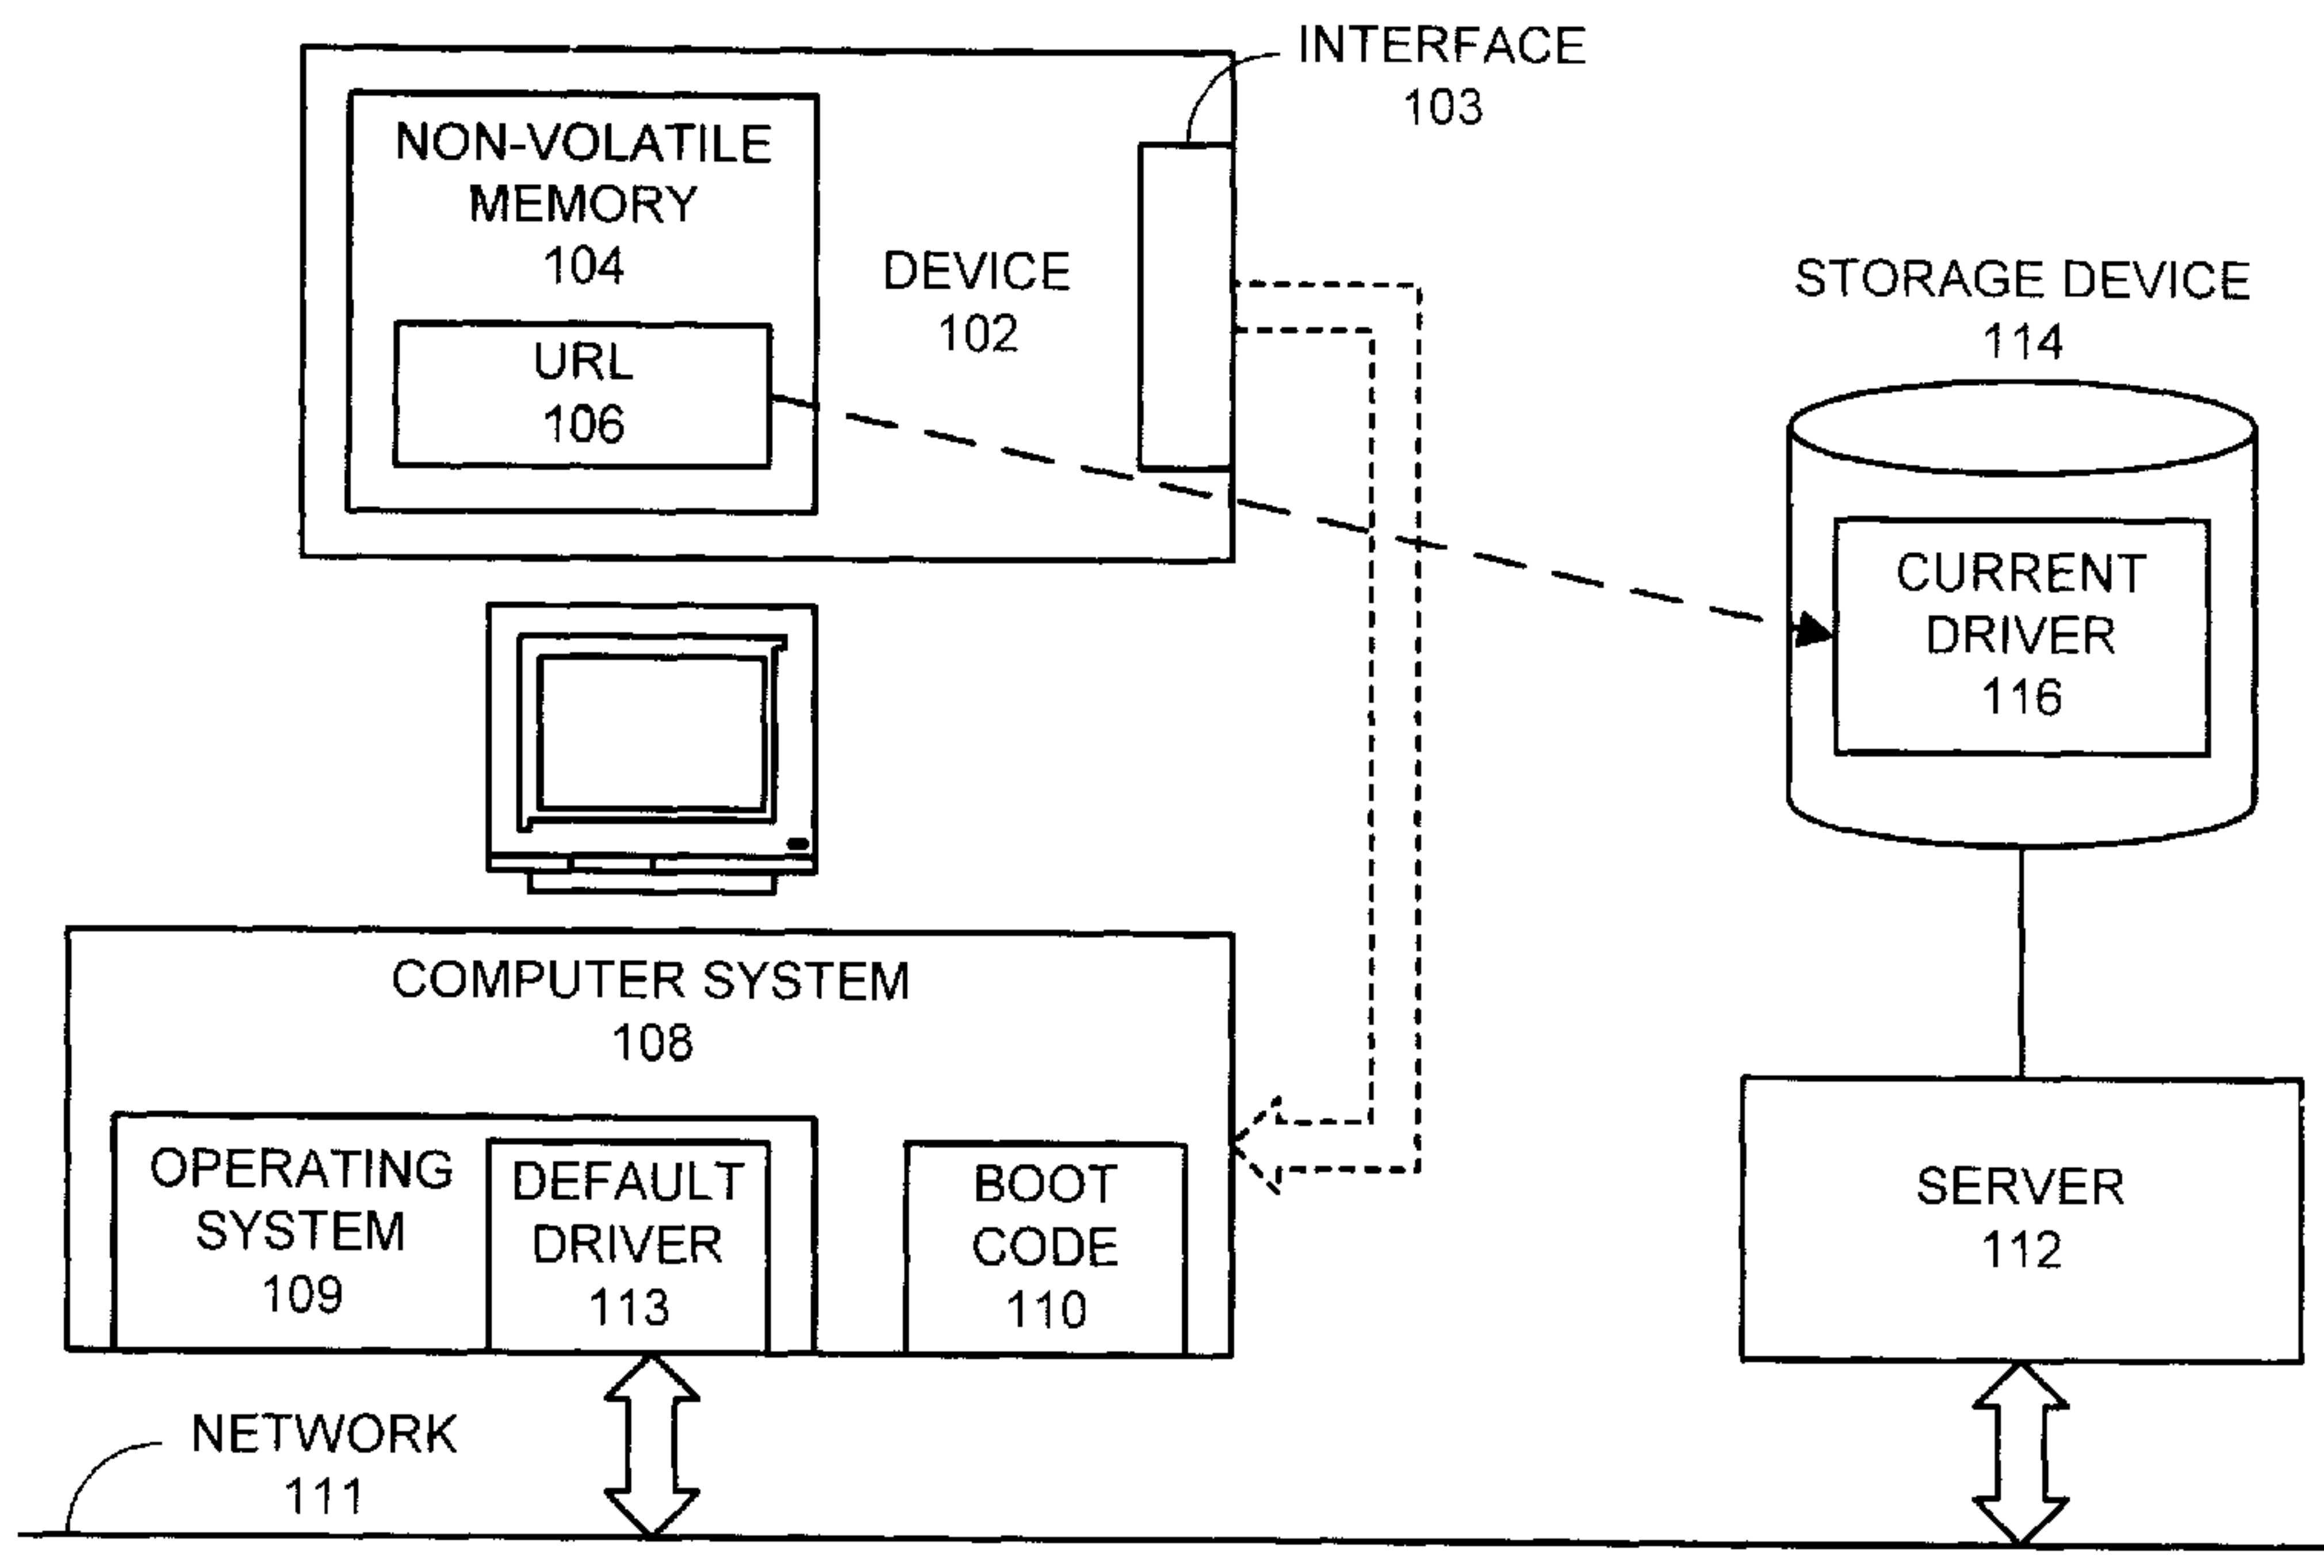 INTERFACE
103
NON-VOLATILE
MEMORY
104
URL
106
DEVICE
102
STORAGE DEVICE
114
CURRENT
DRIVER
116
COMPUTER SYSTEM
108
OPERATING
SYSTEM
109
DEFAULT
DRIVER
113
BOOT
CODE
110
SERVER
112
NETWORK
111